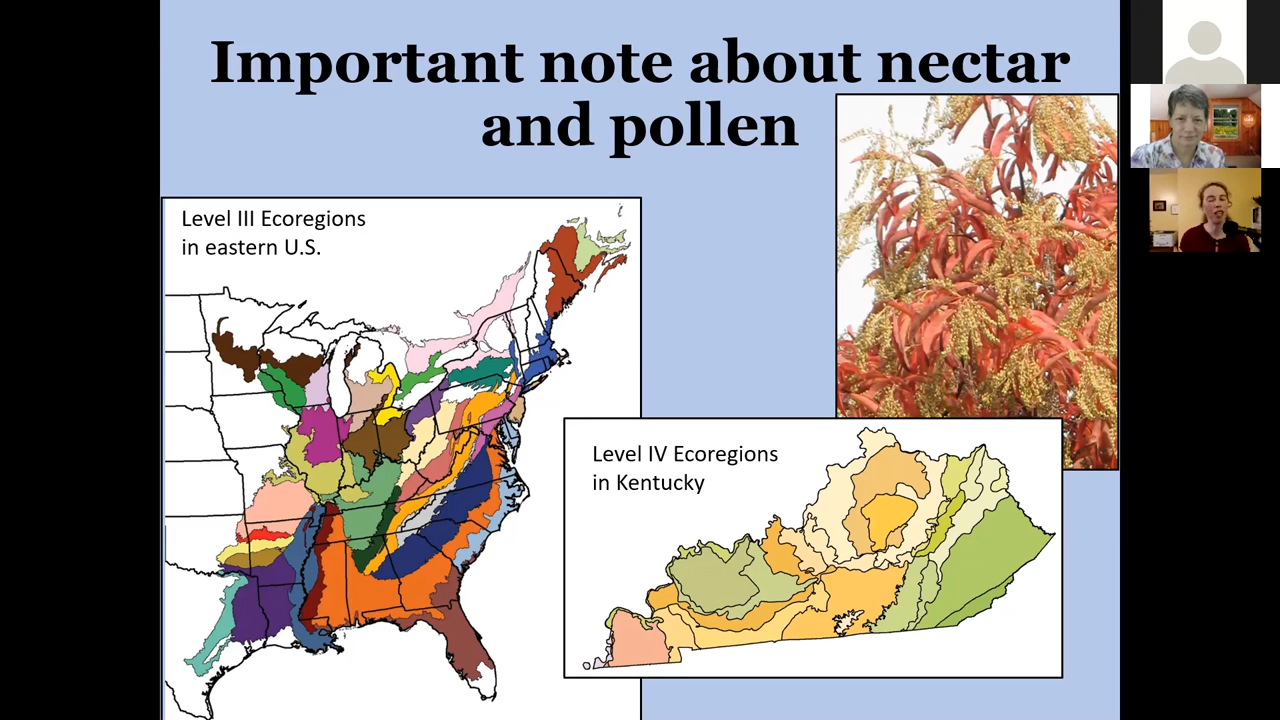 Important note about nectar
and pollen
Level III Ecoregions
in eastern U.S.
Level IV Ecoregions
in Kentucky